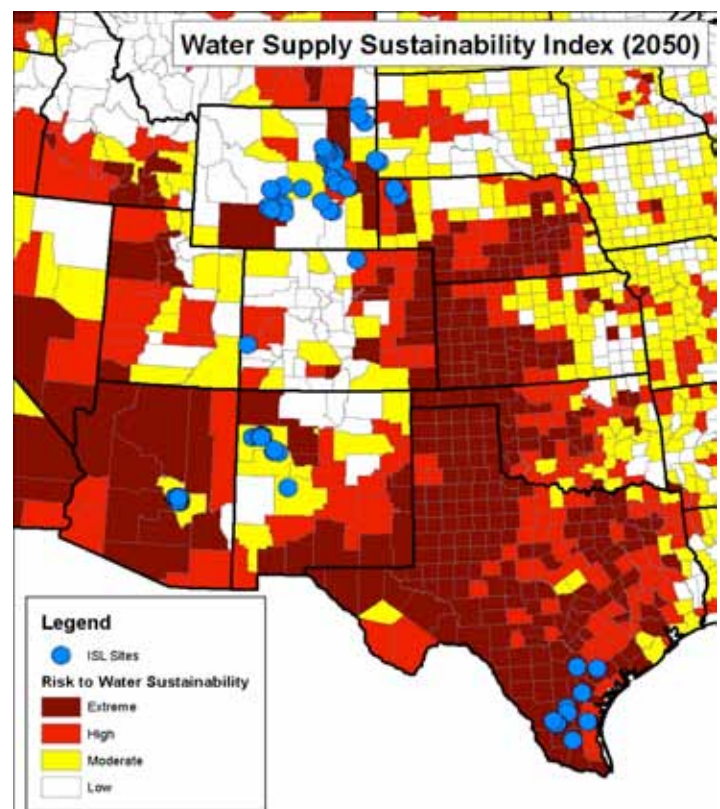 Water Supply Sustainability Index (2050)
Legend
ISL Sites
Risk to Water Sustainability
Extreme
High
Moderate
Low